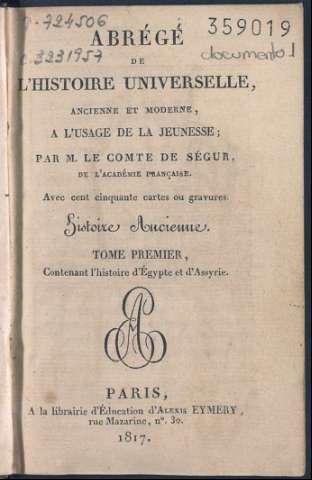 D-724506
359019
c.3231957
documento 1
ABRÉGÉ
DE
L'HISTOIRE UNIVERSELLE,
ANCIENNE ET MODERNE,
A L'USAGE DE LA JEUNESSE;
PAR M. LE COMTE DE SÉGUR,
DE L'ACADÉMIE FRANÇAISE.
Avec cent cinquante cartes ou gravures.
Histoire Ancienne.
TOME PREMIER,
Contenant l'histoire d'Égypte et d'Assyrie.
PARIS,
A la librairie d'Éducation d'ALEXIS EYMERY,
rue Mazarine, n°. 30.
1817.